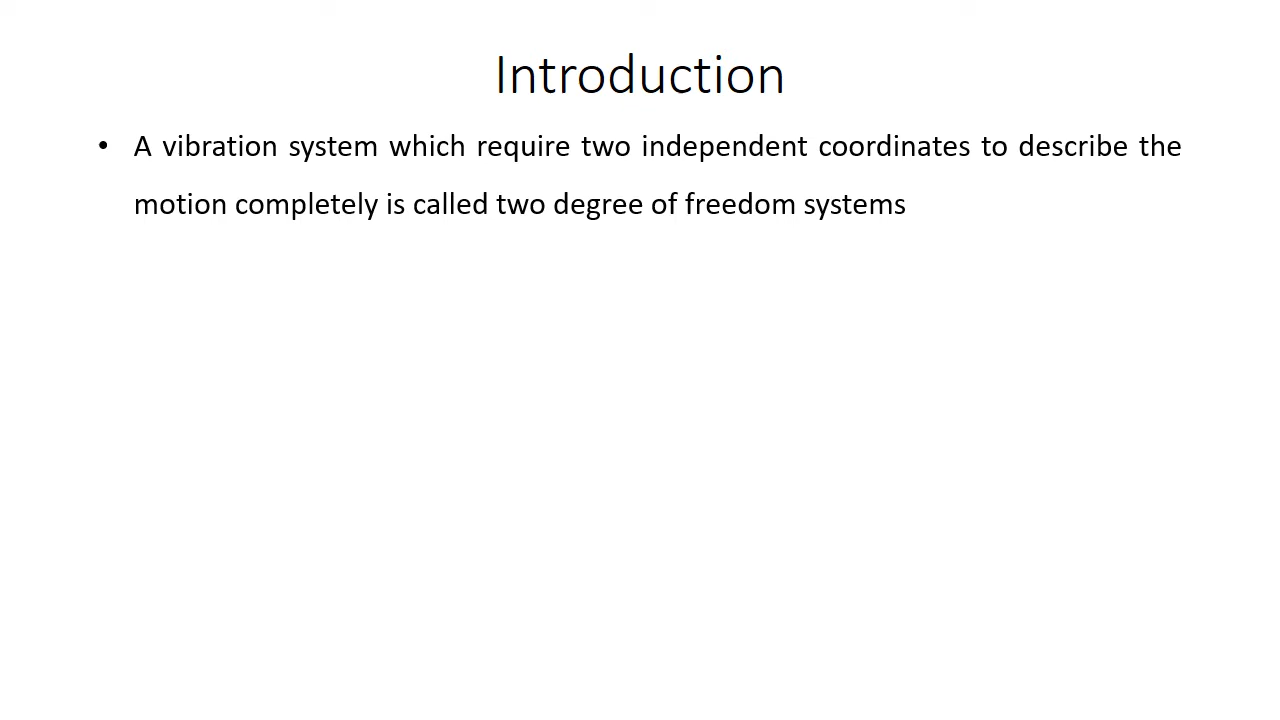 Introduction
• A vibration system which require two independent coordinates to describe the
motion completely is called two degree of freedom systems